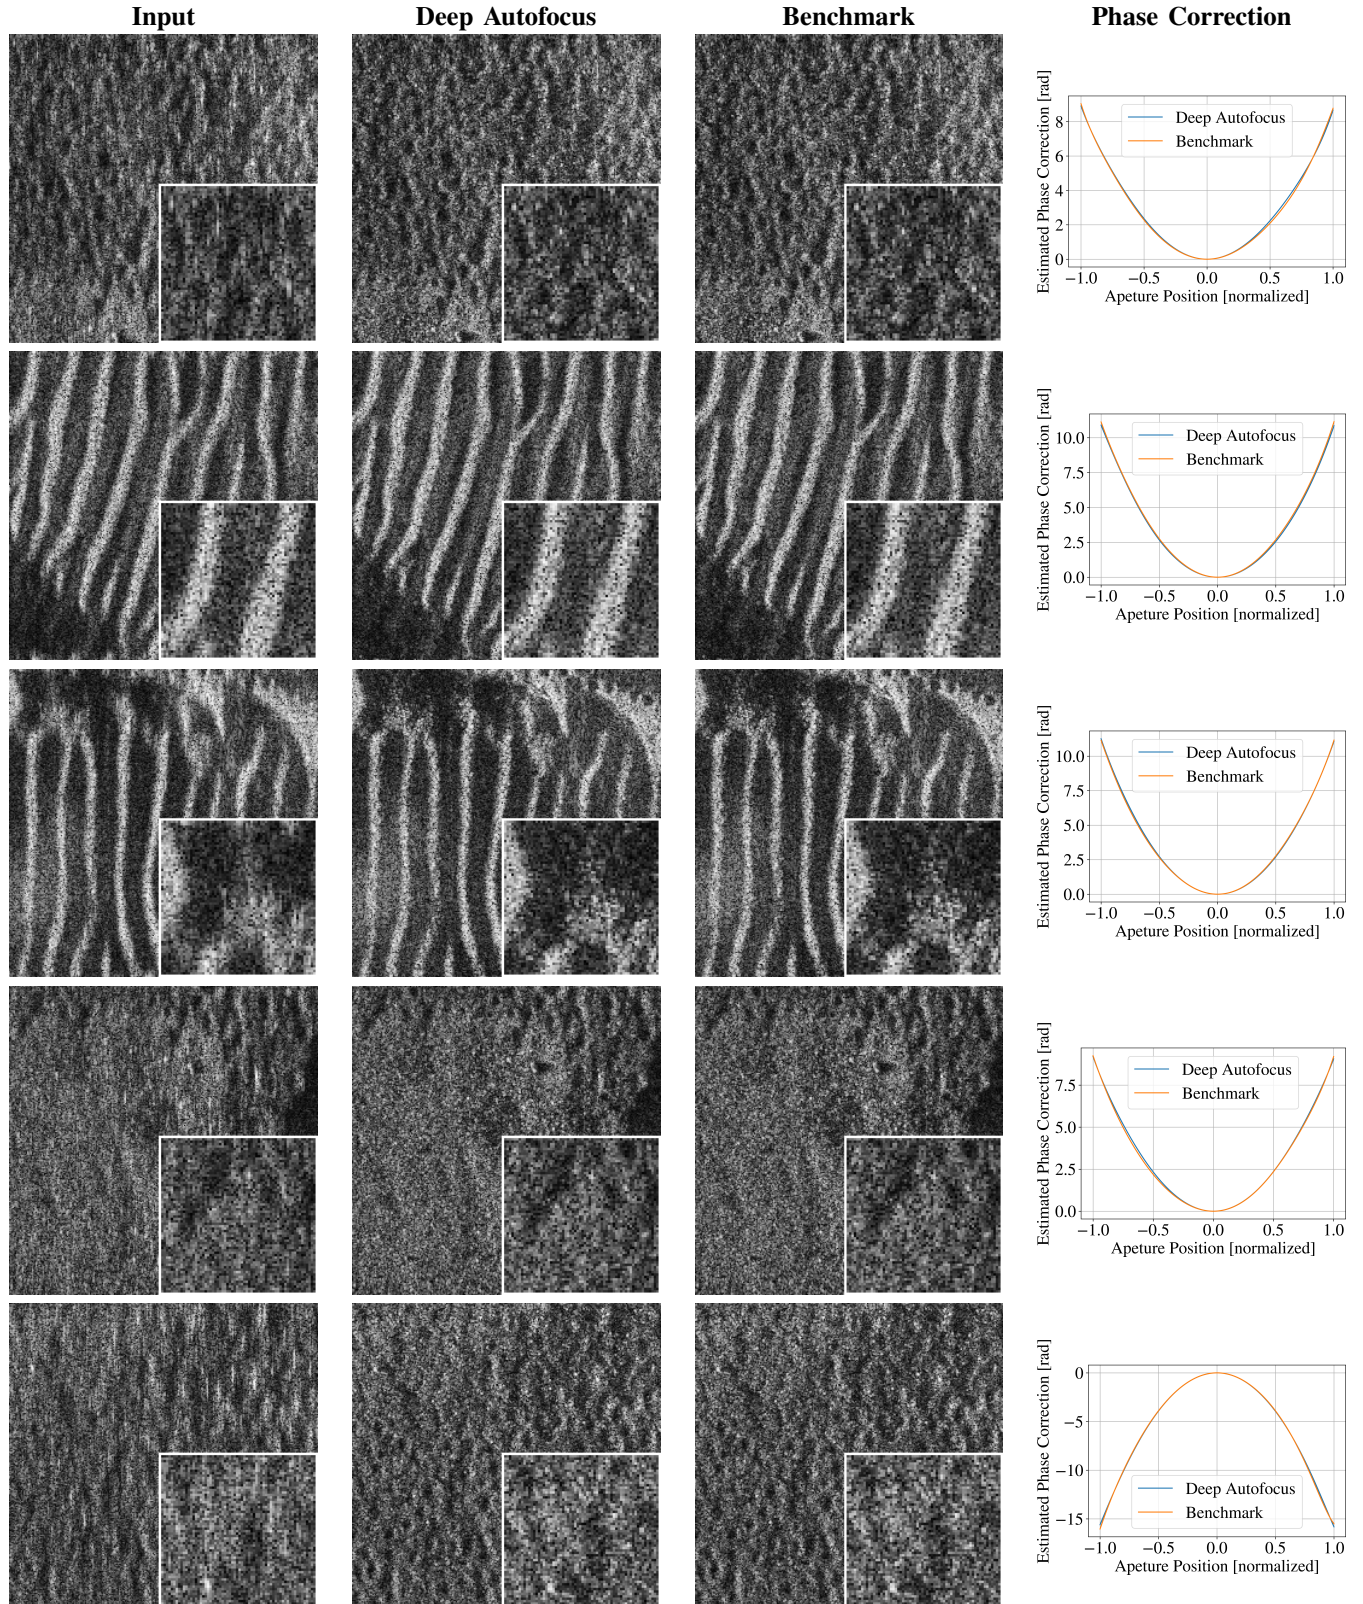 Input Deep Autofocus Benchmark Phase Correction
Estimated Phase Correction [rad]
8
6
4
2
0
Deep Autofocus
Benchmark
−1.0 −0.5 0.0 0.5 1.0
Apeture Position [normalized]
Estimated Phase Correction [rad]
10.0
7.5
5.0
2.5
0.0
Deep Autofocus
Benchmark
−1.0 −0.5 0.0 0.5 1.0
Apeture Position [normalized]
Estimated Phase Correction [rad]
10.0
7.5
5.0
2.5
0.0
Deep Autofocus
Benchmark
−1.0 −0.5 0.0 0.5 1.0
Apeture Position [normalized]
Estimated Phase Correction [rad]
7.5
5.0
2.5
0.0
Deep Autofocus
Benchmark
−1.0 −0.5 0.0 0.5 1.0
Apeture Position [normalized]
Estimated Phase Correction [rad]
0
−5
−10
−15
Deep Autofocus
Benchmark
−1.0 −0.5 0.0 0.5 1.0
Apeture Position [normalized]